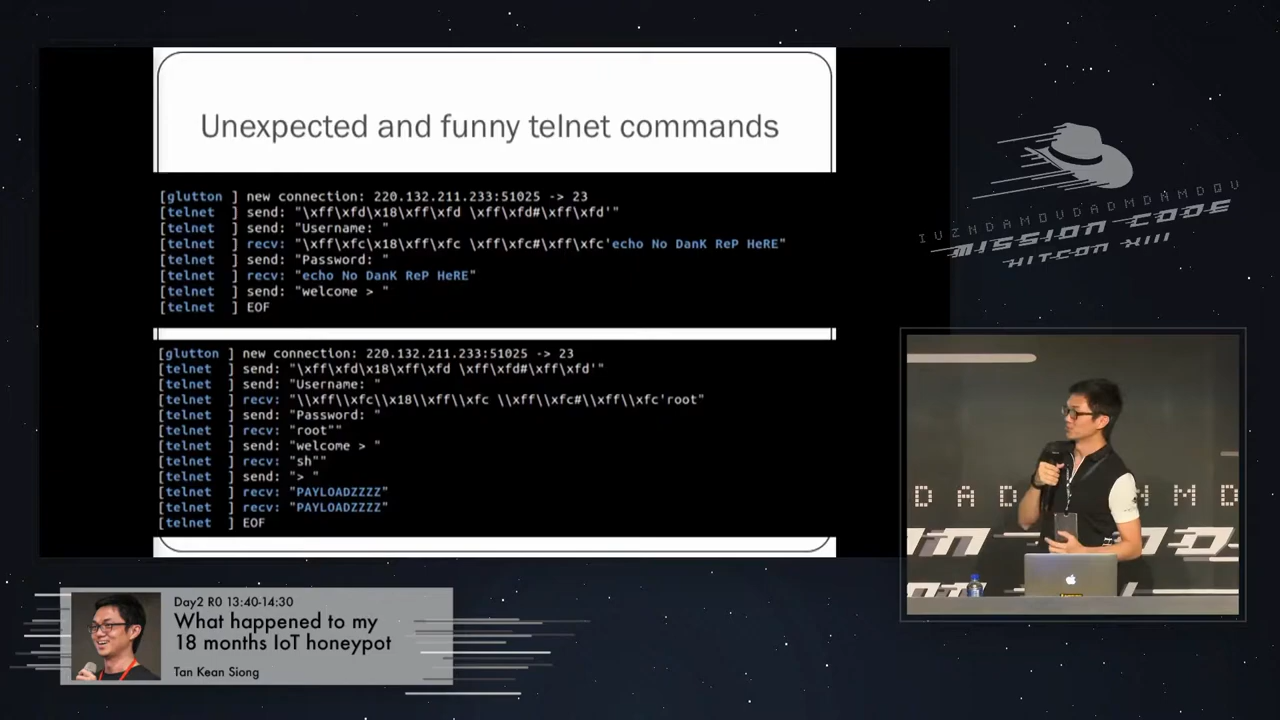 Unexpected and funny telnet commands
[glutton ] new connection: 220.132.211.233:51025 -> 23
[telnet  ] send: "\xff\xfd\x18\xff\xfd \xff\xfd#\xff\xfd'"
[telnet  ] send: "Username: "
[telnet  ] recv: "\xff\xfc\x18\xff\xfc \xff\xfc#\xff\xfc'echo No DanK ReP HeRE"
[telnet  ] send: "Password: "
[telnet  ] recv: "echo No DanK ReP HeRE"
[telnet  ] send: "welcome > "
[telnet  ] EOF
[glutton ] new connection: 220.132.211.233:51025 -> 23
[telnet  ] send: "\xff\xfd\x18\xff\xfd \xff\xfd#\xff\xfd'"
[telnet  ] send: "Username: "
[telnet  ] recv: "\\xff\\xfc\\x18\\xff\\xfc \\xff\\xfc#\\xff\\xfc'root"
[telnet  ] send: "Password: "
[telnet  ] recv: "root""
[telnet  ] send: "welcome > "
[telnet  ] recv: "sh""
[telnet  ] send: "> "
[telnet  ] recv: "PAYLOADZZZZ"
[telnet  ] recv: "PAYLOADZZZZ"
[telnet  ] EOF
MISSION CODE
HITCON XIII
Day2 R0 13:40-14:30
What happened to my
18 months IoT honeypot
Tan Kean Siong